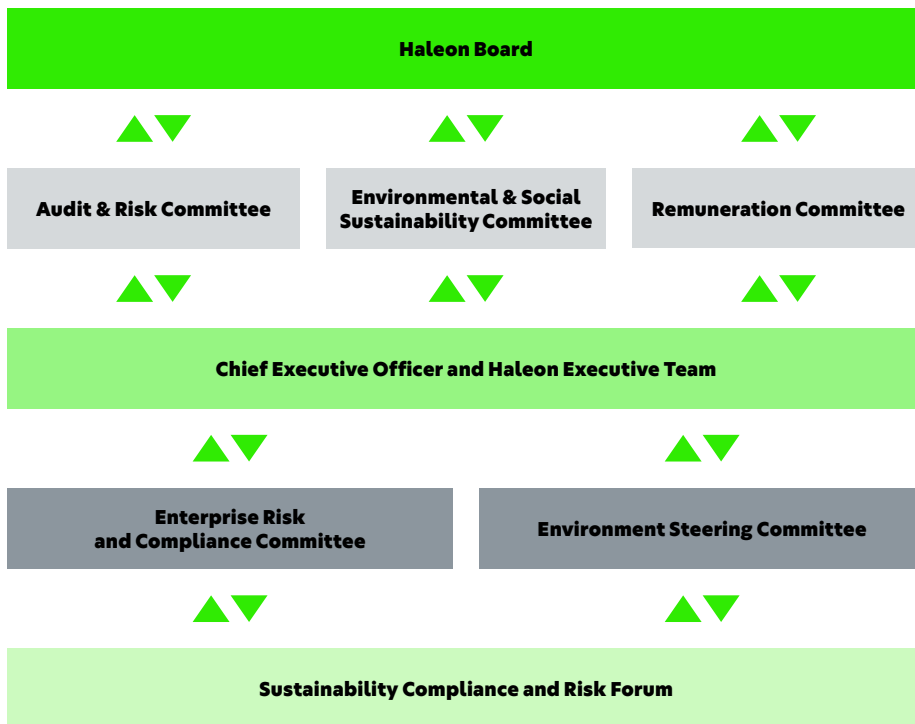 Haleon Board
Audit & Risk Committee
Environmental & Social
Sustainability Committee
Remuneration Committee
Chief Executive Officer and Haleon Executive Team
Enterprise Risk
and Compliance Committee
Environment Steering Committee
Sustainability Compliance and Risk Forum